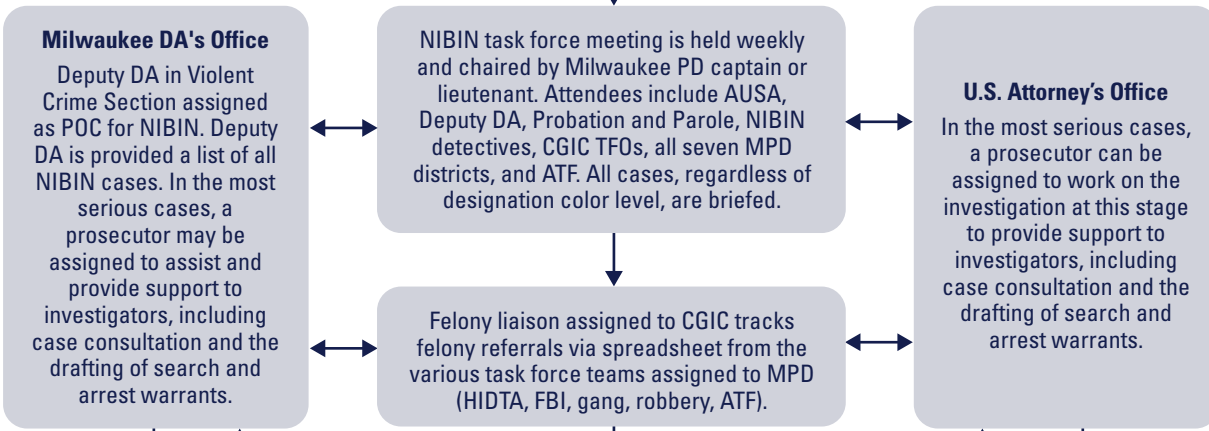 Milwaukee DA's Office
Deputy DA in Violent
Crime Section assigned
as POC for NIBIN. Deputy
DA is provided a list of all
NIBIN cases. In the most
serious cases, a
prosecutor may be
assigned to assist and
provide support to
investigators, including
case consultation and the
drafting of search and
arrest warrants.
NIBIN task force meeting is held weekly
and chaired by Milwaukee PD captain or
lieutenant. Attendees include AUSA,
Deputy DA, Probation and Parole, NIBIN
detectives, CGIC TFOs, all seven MPD
districts, and ATF. All cases, regardless of
designation color level, are briefed.
Felony liaison assigned to CGIC tracks
felony referrals via spreadsheet from the
various task force teams assigned to MPD
(HIDTA, FBI, gang, robbery, ATF).
U.S. Attorney’s Office
In the most serious cases,
a prosecutor can be
assigned to work on the
investigation at this stage
to provide support to
investigators, including
case consultation and the
drafting of search and
arrest warrants.